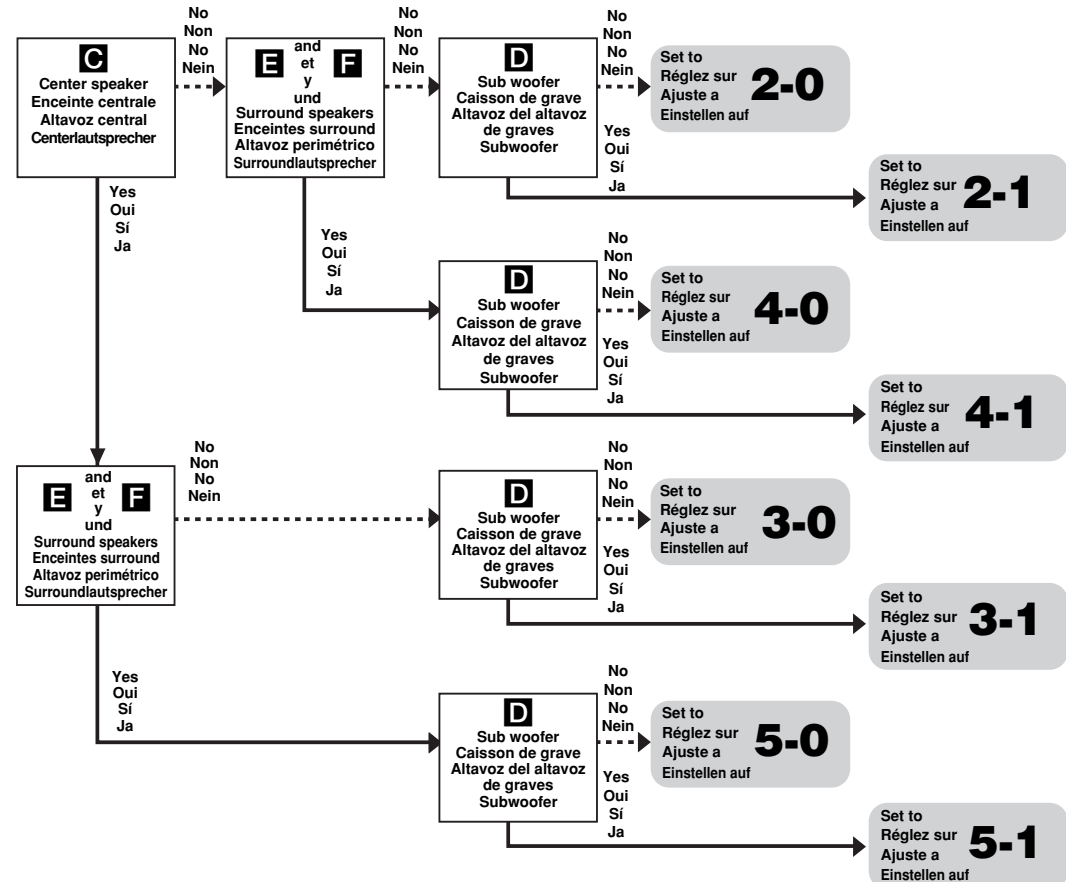 No
Non
No
Nein
C
Center speaker
Enceinte centrale
Altavoz central
Centerlautsprecher
Yes
Oui
Sí
Ja
E and F
et
y
und
Surround speakers
Enceintes surround
Altavoz perimétrico
Surroundlautsprecher
No
Non
No
Nein
Yes
Oui
Sí
Ja
D
Sub woofer
Caisson de grave
Altavoz del altavoz
de graves
Subwoofer
No
Non
No
Nein
Set to
Réglez sur
Ajuste a
Einstellen auf
2-0
Yes
Oui
Sí
Ja
Set to
Réglez sur
Ajuste a
Einstellen auf
2-1
D
Sub woofer
Caisson de grave
Altavoz del altavoz
de graves
Subwoofer
No
Non
No
Nein
Set to
Réglez sur
Ajuste a
Einstellen auf
4-0
Yes
Oui
Sí
Ja
Set to
Réglez sur
Ajuste a
Einstellen auf
4-1
E and F
et
y
und
Surround speakers
Enceintes surround
Altavoz perimétrico
Surroundlautsprecher
No
Non
No
Nein
D
Sub woofer
Caisson de grave
Altavoz del altavoz
de graves
Subwoofer
No
Non
No
Nein
Set to
Réglez sur
Ajuste a
Einstellen auf
3-0
Yes
Oui
Sí
Ja
Set to
Réglez sur
Ajuste a
Einstellen auf
3-1
Yes
Oui
Sí
Ja
D
Sub woofer
Caisson de grave
Altavoz del altavoz
de graves
Subwoofer
No
Non
No
Nein
Set to
Réglez sur
Ajuste a
Einstellen auf
5-0
Yes
Oui
Sí
Ja
Set to
Réglez sur
Ajuste a
Einstellen auf
5-1